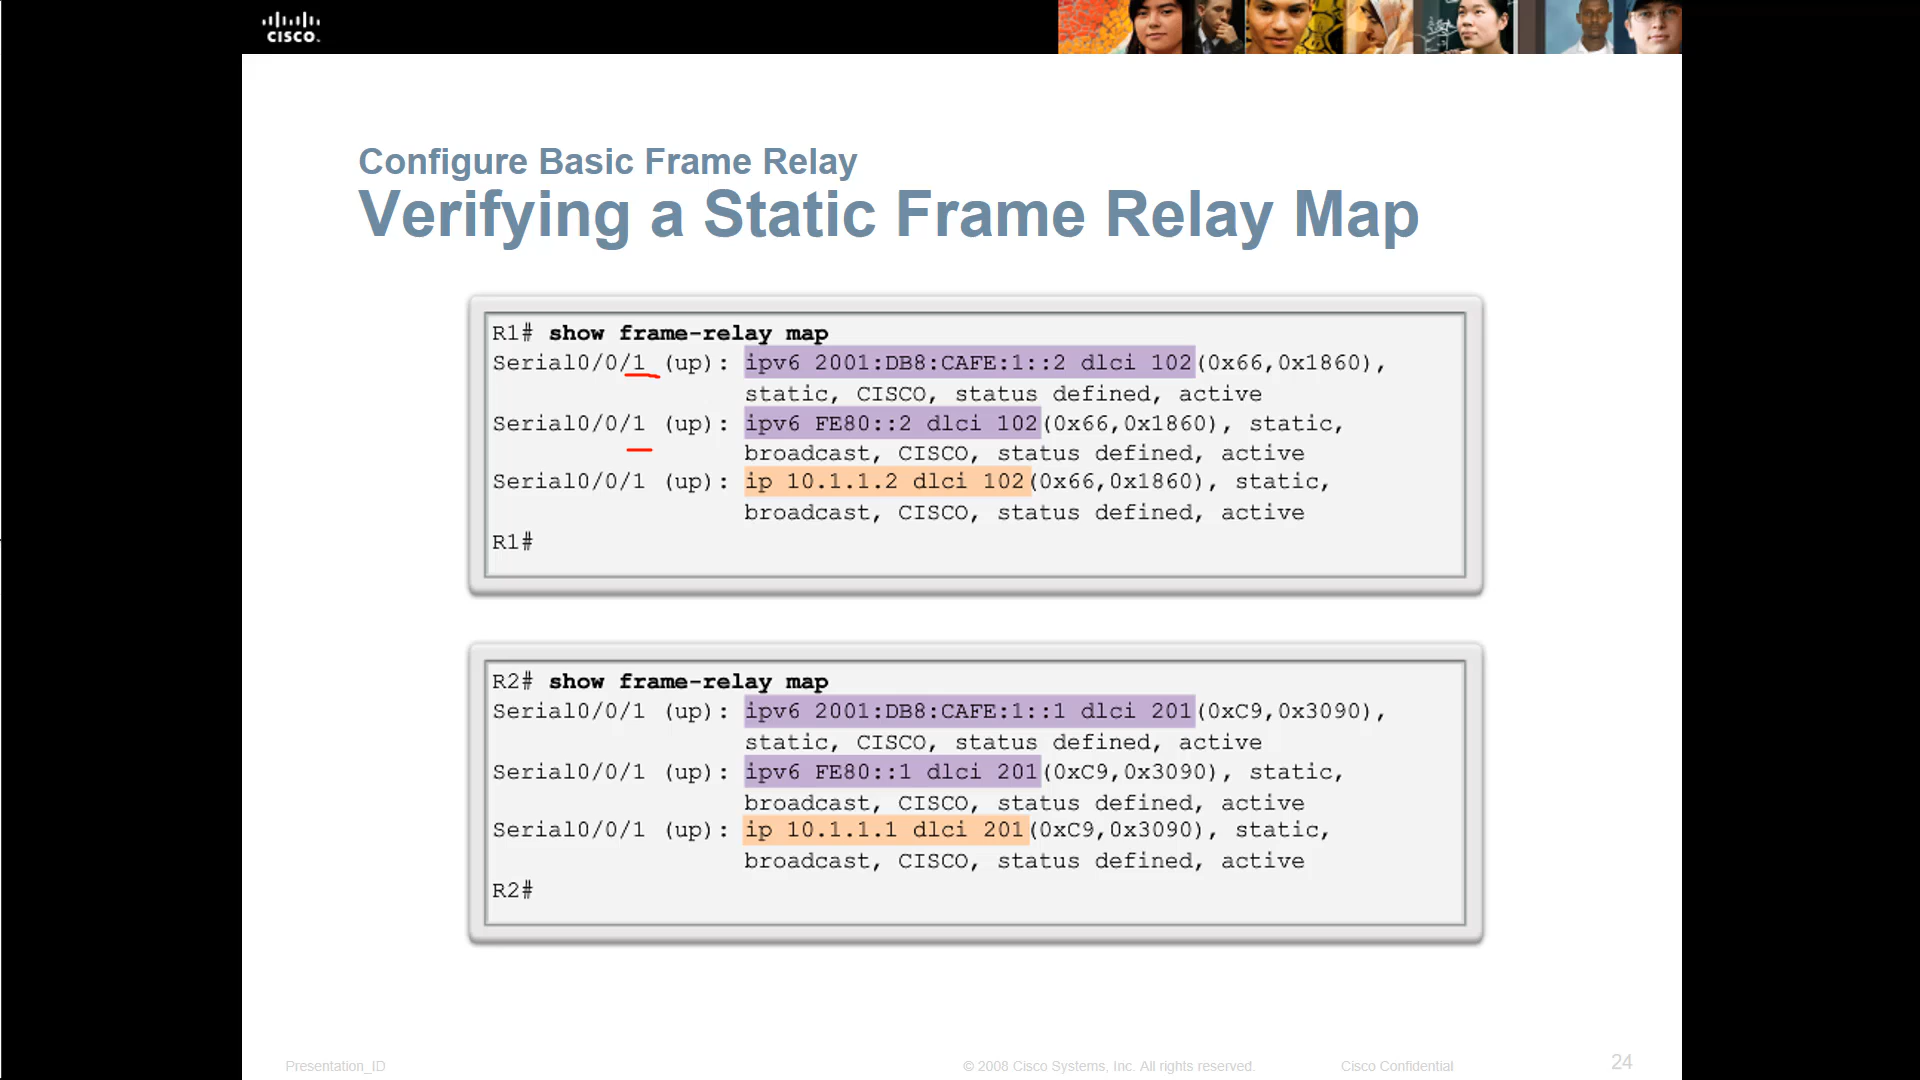 CISCO.
Configure Basic Frame Relay
Verifying a Static Frame Relay Map
R1# show frame-relay map
Serial0/0/1 (up): ipv6 2001:DB8:CAFE:1::2 dlci 102(0x66,0x1860),
static, CISCO, status defined, active
Serial0/0/1 (up): ipv6 FE80::2 dlci 102(0x66,0x1860), static,
broadcast, CISCO, status defined, active
Serial0/0/1 (up): ip 10.1.1.2 dlci 102(0x66,0x1860), static,
broadcast, CISCO, status defined, active
R1#
R2# show frame-relay map
Serial0/0/1 (up): ipv6 2001:DB8:CAFE:1::1 dlci 201(0xC9,0x3090),
static, CISCO, status defined, active
Serial0/0/1 (up): ipv6 FE80::1 dlci 201(0xC9,0x3090), static,
broadcast, CISCO, status defined, active
Serial0/0/1 (up): ip 10.1.1.1 dlci 201(0xC9,0x3090), static,
broadcast, CISCO, status defined, active
R2#
Presentation_ID © 2008 Cisco Systems, Inc. All rights reserved. Cisco Confidential 24